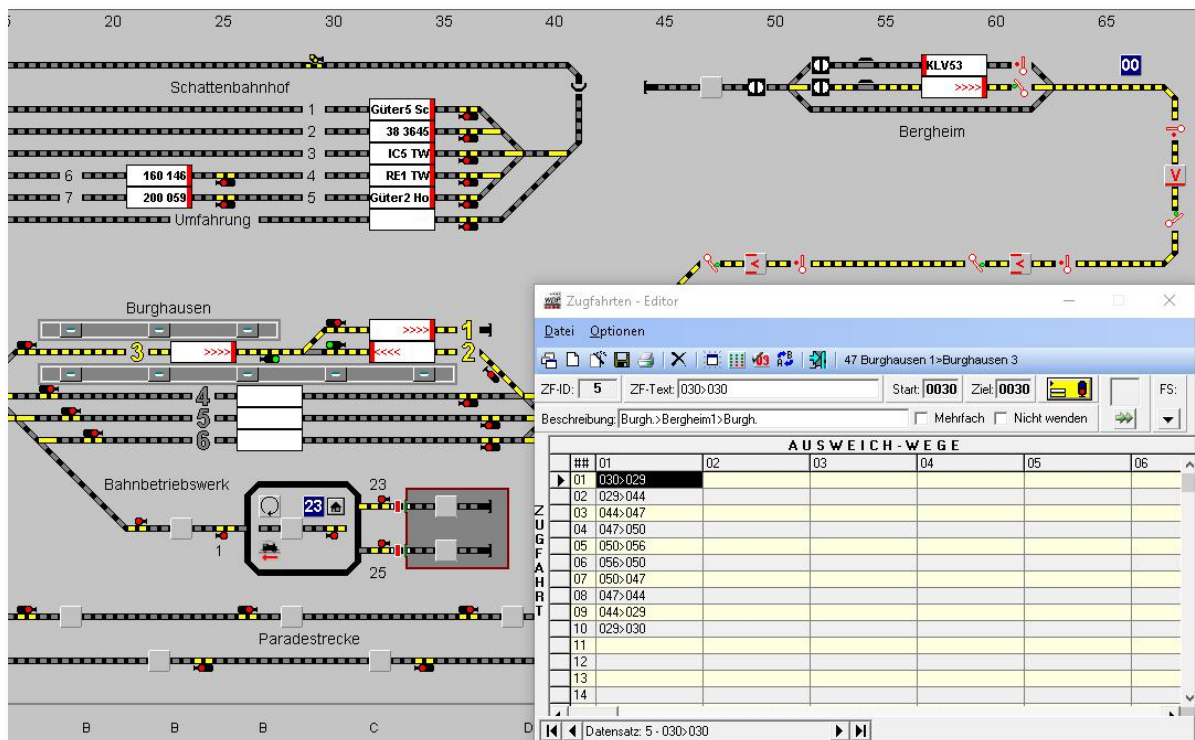 20 25 30 35 40 45 50 55 60 65
Schattenbahnhof
1 Güter5 Sc
2 38 3645
3 IC5 TW
6 160 146 4 RE1 TW
7 200 059 5 Güter2 Ho
Umfahrung
KLV53
>>>>
00
Bergheim
V
V
V
Burghausen
>>>> 1
3 >>>> <<<< 2
4
5
6
Bahnbetriebswerk
23
23
1
25
Paradestrecke
B B B C D
Zugfahrten - Editor
Datei Optionen
47 Burghausen 1>Burghausen 3
ZF-ID: 5 ZF-Text: 030>030 Start: 0030 Ziel: 0030 FS:
Beschreibung: Burgh.>Bergheim1>Burgh. Mehrfach Nicht wenden
AUSWEICH-WEGE
ZUGFAHRT
## 01 02 03 04 05 06
01 030>029
02 029>044
03 044>047
04 047>050
05 050>056
06 056>050
07 050>047
08 047>044
09 044>029
10 029>030
11
12
13
14
Datensatz: 5 - 030>030